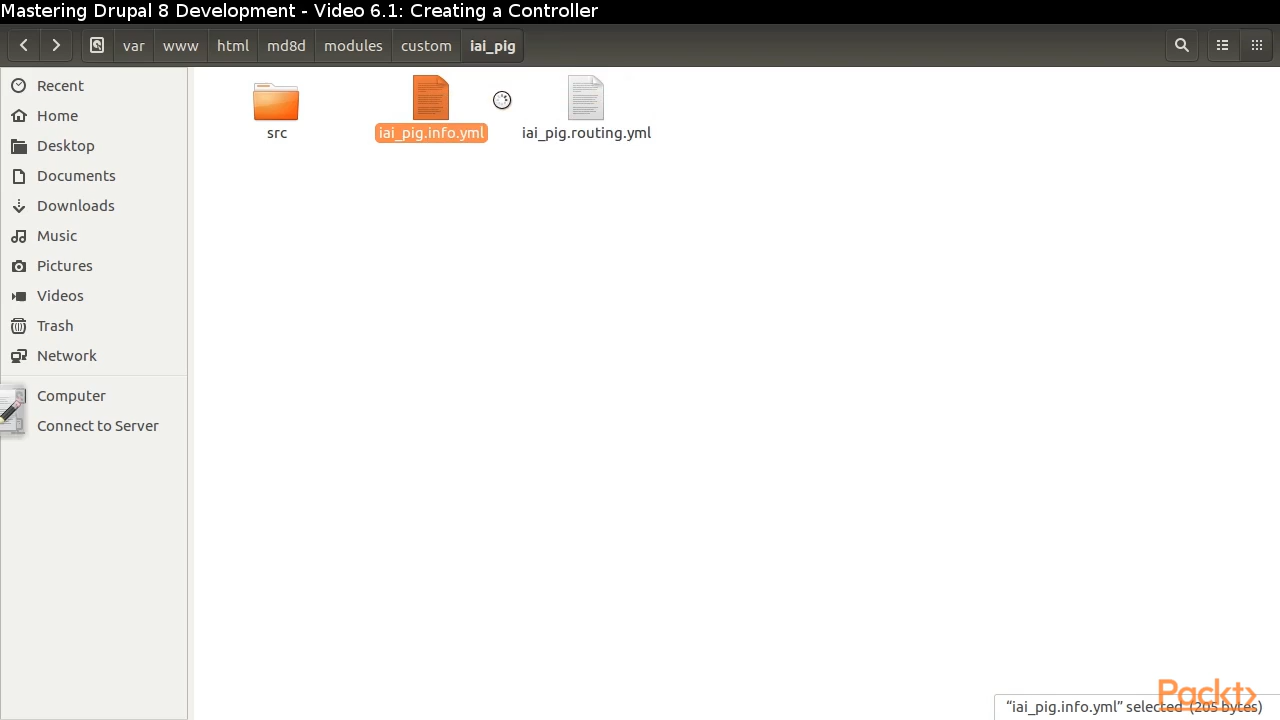 Mastering Drupal 8 Development - Video 6.1: Creating a Controller
var www html md8d modules custom iai_pig
Recent
Home
Desktop
Documents
Downloads
Music
Pictures
Videos
Trash
Network
Computer
Connect to Server
src iai_pig.info.yml iai_pig.routing.yml
Packt
“iai_pig.info.yml” selected (205 bytes)